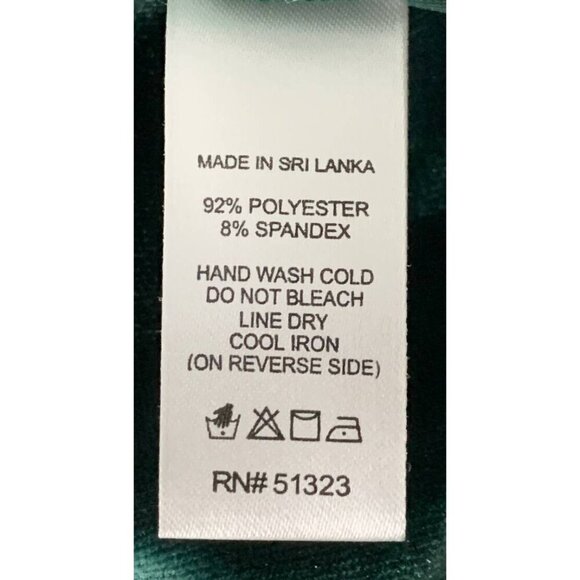 MADE IN SRI LANKA
92% POLYESTER
8% SPANDEX
HAND WASH COLD
DO NOT BLEACH
LINE DRY
COOL IRON
(ON REVERSE SIDE)
RN# 51323